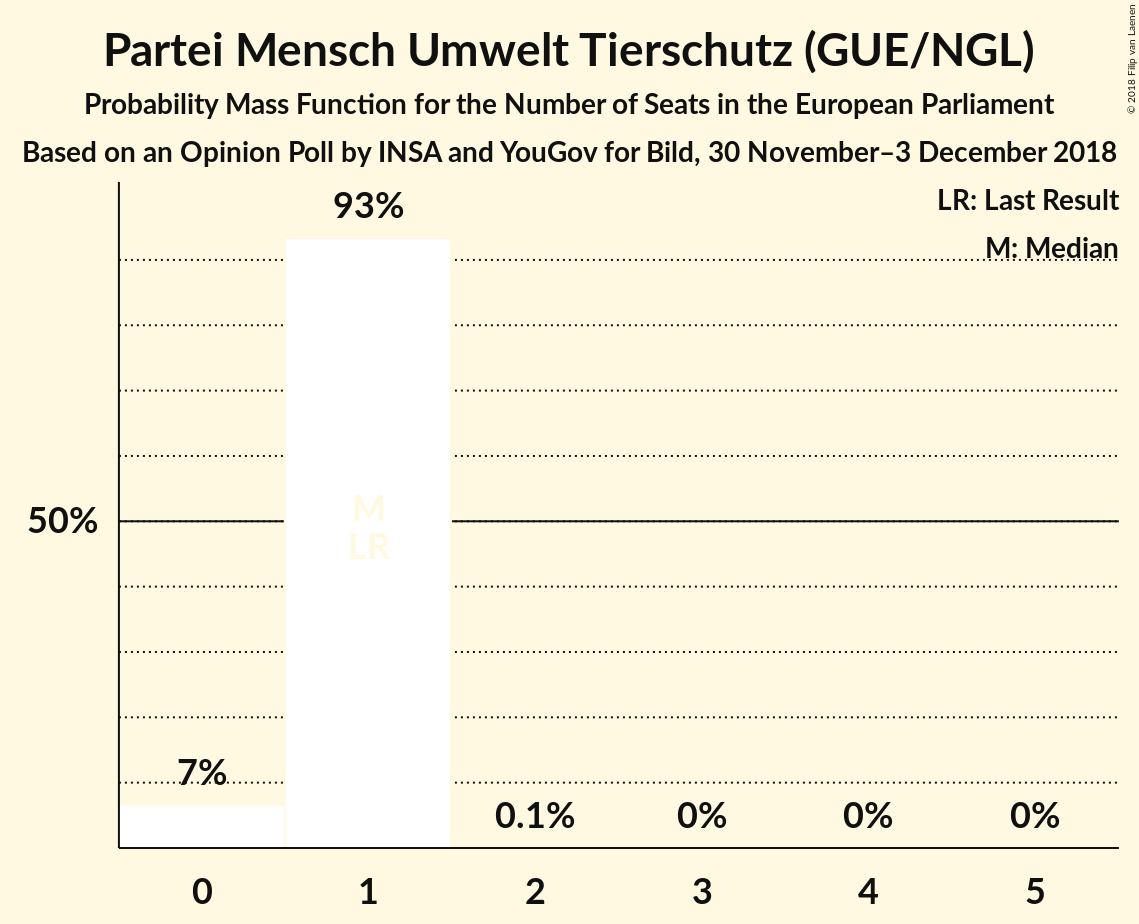 Partei Mensch Umwelt Tierschutz (GUE/NGL)
Probability Mass Function for the Number of Seats in the European Parliament
Based on an Opinion Poll by INSA and YouGov for Bild, 30 November–3 December 2018
© 2018 Filip van Laenen
LR: Last Result
M: Median
93%
M
LR
50%
7%
0.1%
0%
0%
0%
0
1
2
3
4
5